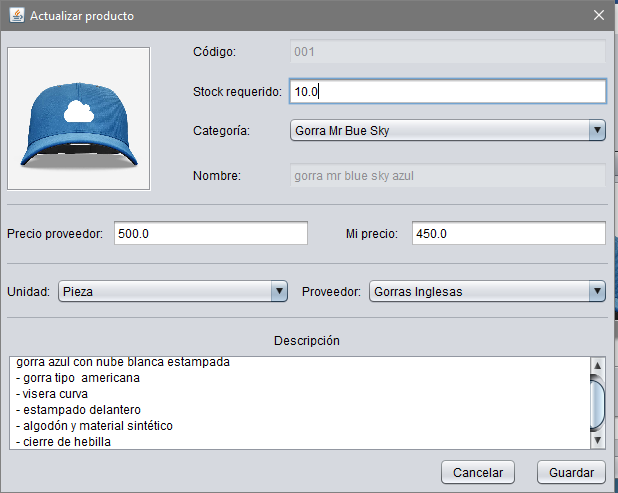 Actualizar producto
Código: 001
Stock requerido: 10.0
Categoría: Gorra Mr Bue Sky
Nombre: gorra mr blue sky azul
Precio proveedor: 500.0 Mi precio: 450.0
Unidad: Pieza Proveedor: Gorras Inglesas
Descripción
gorra azul con nube blanca estampada
- gorra tipo americana
- visera curva
- estampado delantero
- algodón y material sintético
- cierre de hebilla
Cancelar Guardar